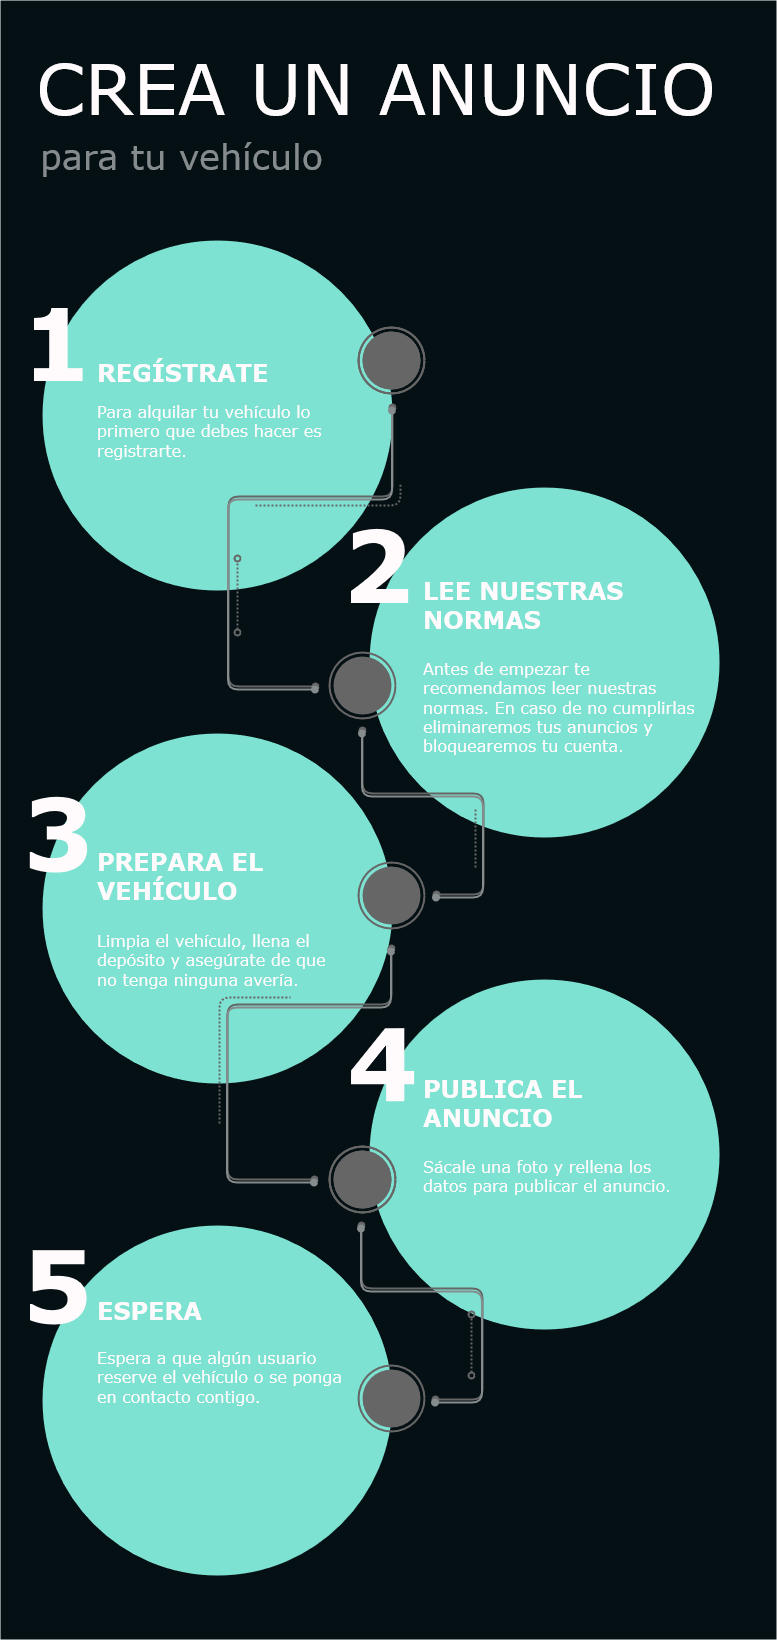 CREA UN ANUNCIO
para tu vehículo
1
REGÍSTRATE
Para alquilar tu vehículo lo
primero que debes hacer es
registrarte.
2
LEE NUESTRAS
NORMAS
Antes de empezar te
recomendamos leer nuestras
normas. En caso de no cumplirlas
eliminaremos tus anuncios y
bloquearemos tu cuenta.
3
PREPARA EL
VEHÍCULO
Limpia el vehículo, llena el
depósito y asegúrate de que
no tenga ninguna avería.
4
PUBLICA EL
ANUNCIO
Sácale una foto y rellena los
datos para publicar el anuncio.
5
ESPERA
Espera a que algún usuario
reserve el vehículo o se ponga
en contacto contigo.